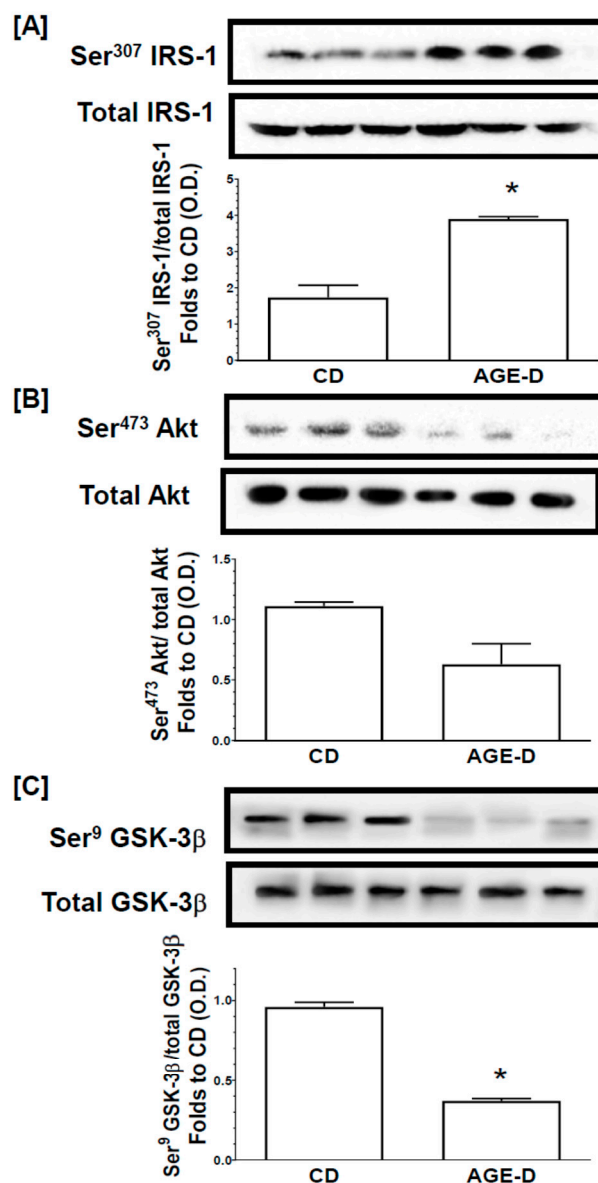 [A]
Ser³⁰⁷ IRS-1
Total IRS-1
Ser³⁰⁷ IRS-1/total IRS-1
Folds to CD (O.D.)
5
4
3
2
1
0
*
CD
AGE-D
[B]
Ser⁴⁷³ Akt
Total Akt
Ser⁴⁷³ Akt/ total Akt
Folds to CD (O.D.)
1.5
1.0
0.5
0.0
CD
AGE-D
[C]
Ser⁹ GSK-3β
Total GSK-3β
Ser⁹ GSK-3β/total GSK-3β
Folds to CD (O.D.)
1.0
0.5
0.0
*
CD
AGE-D